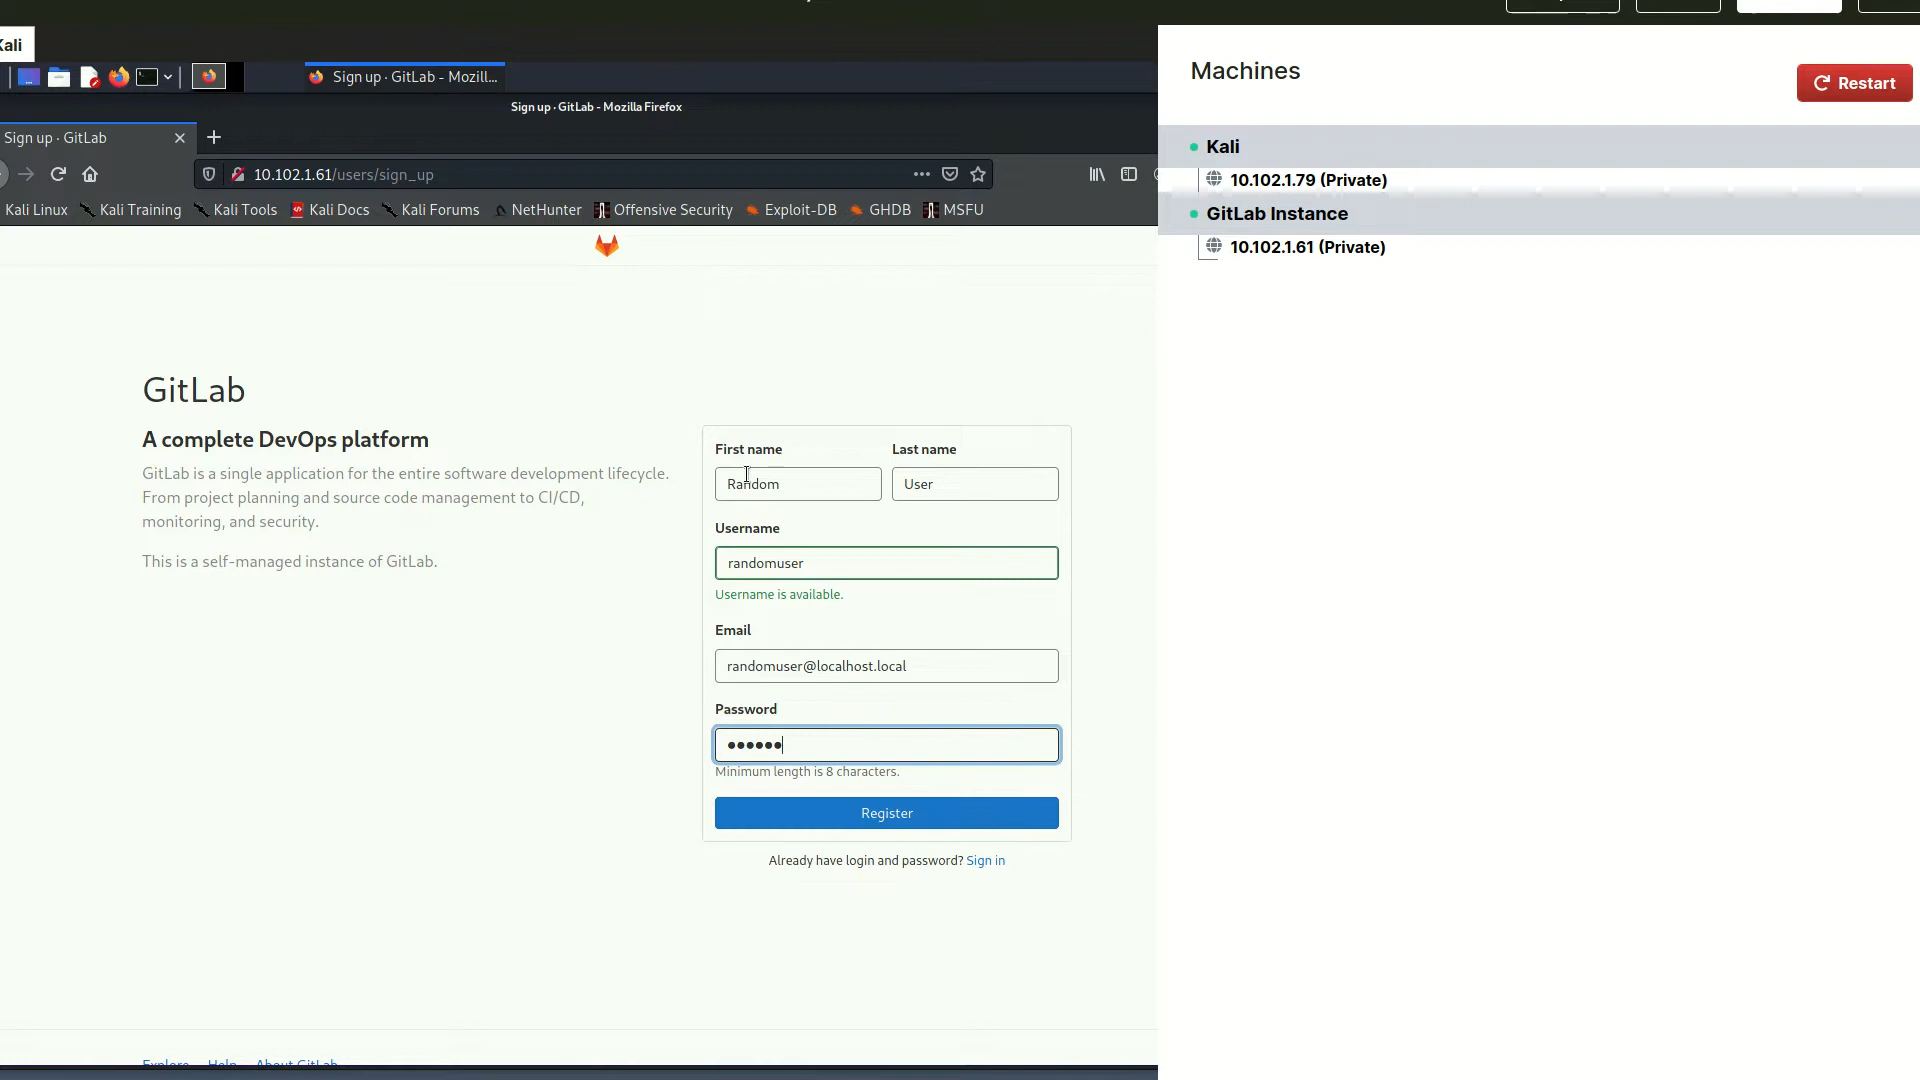 Kali
Sign up · GitLab - Mozill...
Sign up · GitLab - Mozilla Firefox
Sign up · GitLab
10.102.1.61/users/sign_up
Kali Linux
Kali Training
Kali Tools
Kali Docs
Kali Forums
NetHunter
Offensive Security
Exploit-DB
GHDB
MSFU
GitLab
A complete DevOps platform
GitLab is a single application for the entire software development lifecycle.
From project planning and source code management to CI/CD,
monitoring, and security.
This is a self-managed instance of GitLab.
First name
Last name
Random
User
Username
randomuser
Username is available.
Email
randomuser@localhost.local
Password
●●●●●●
Minimum length is 8 characters.
Register
Already have login and password? Sign in
Explore Help About GitLab
Machines
Restart
Kali
10.102.1.79 (Private)
GitLab Instance
10.102.1.61 (Private)